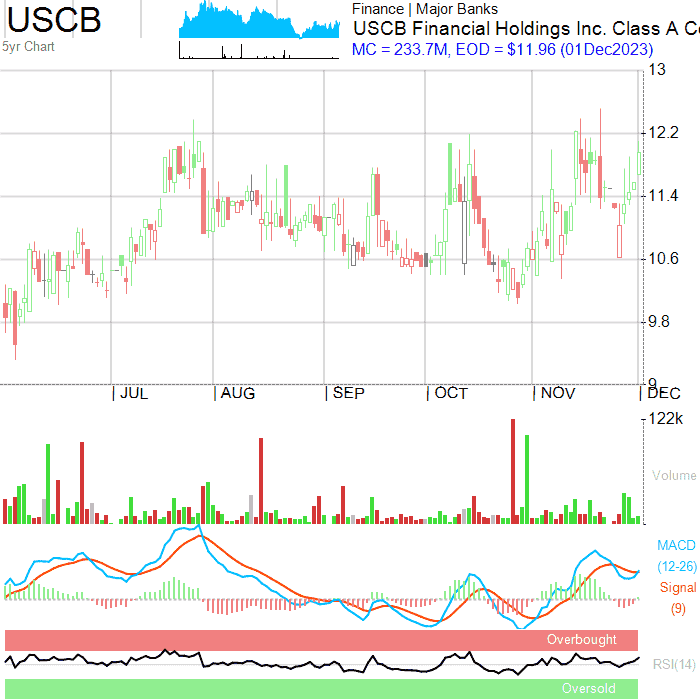 USCB
5yr Chart
Finance | Major Banks
USCB Financial Holdings Inc. Class A Co
MC = 233.7M, EOD = $11.96 (01Dec2023)
13
12.2
11.4
10.6
9.8
9
JUL AUG SEP OCT NOV DEC
122k
Volume
MACD
(12-26)
Signal
(9)
Overbought
RSI(14)
Oversold